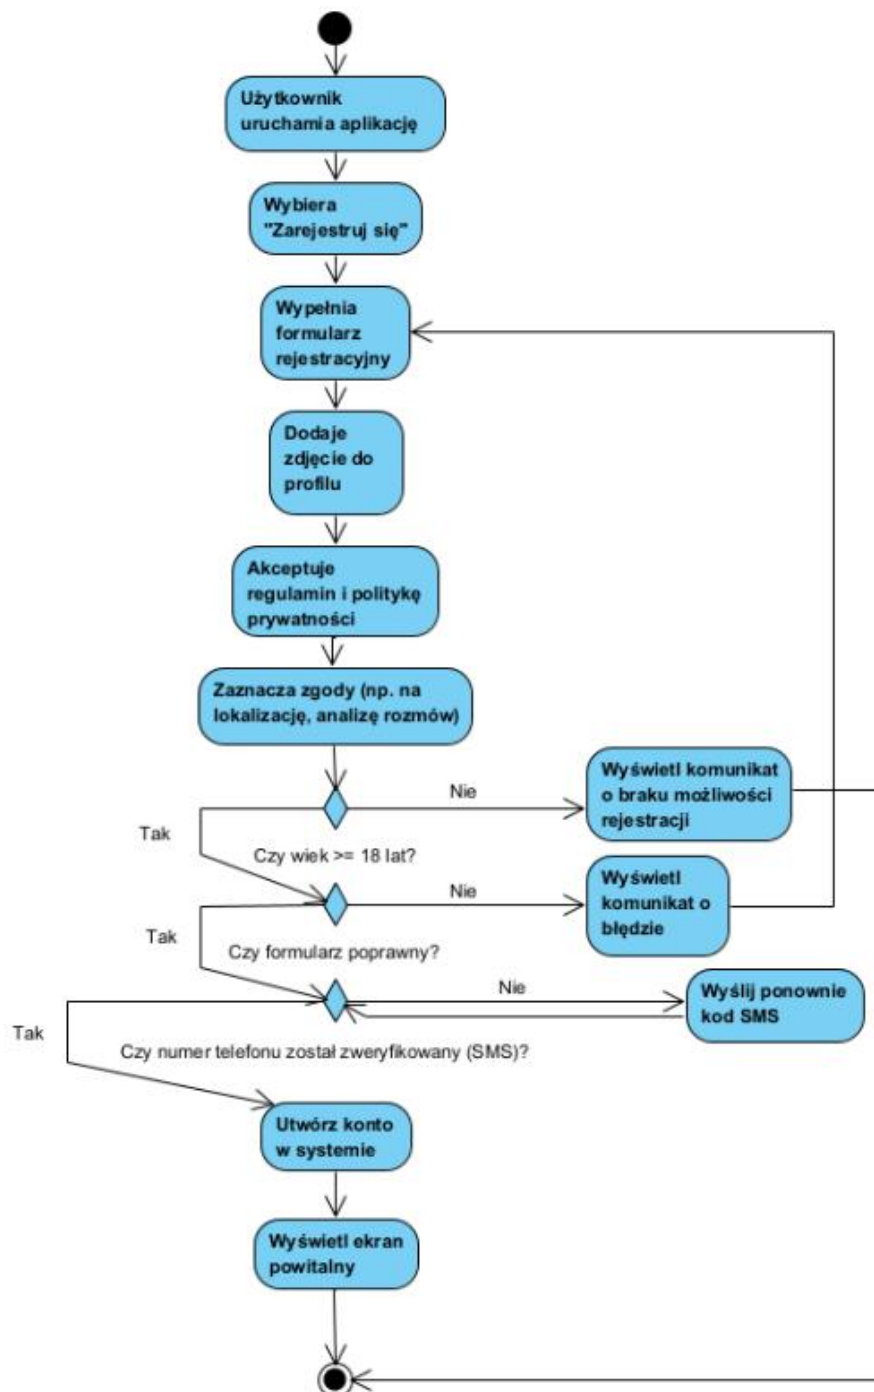 Użytkownik
uruchamia aplikację
Wybiera
"Zarejestruj się"
Wypełnia
formularz
rejestracyjny
Dodaje
zdjęcie do
profilu
Akceptuje
regulamin i politykę
prywatności
Zaznacza zgody (np. na
lokalizację, analizę rozmów)
Nie
Wyświetl komunikat
o braku możliwości
rejestracji
Tak
Czy wiek >= 18 lat?
Nie
Wyświetl
komunikat o
błędzie
Tak
Czy formularz poprawny?
Nie
Wyślij ponownie
kod SMS
Tak
Czy numer telefonu został zweryfikowany (SMS)?
Utwórz konto
w systemie
Wyświetl ekran
powitalny